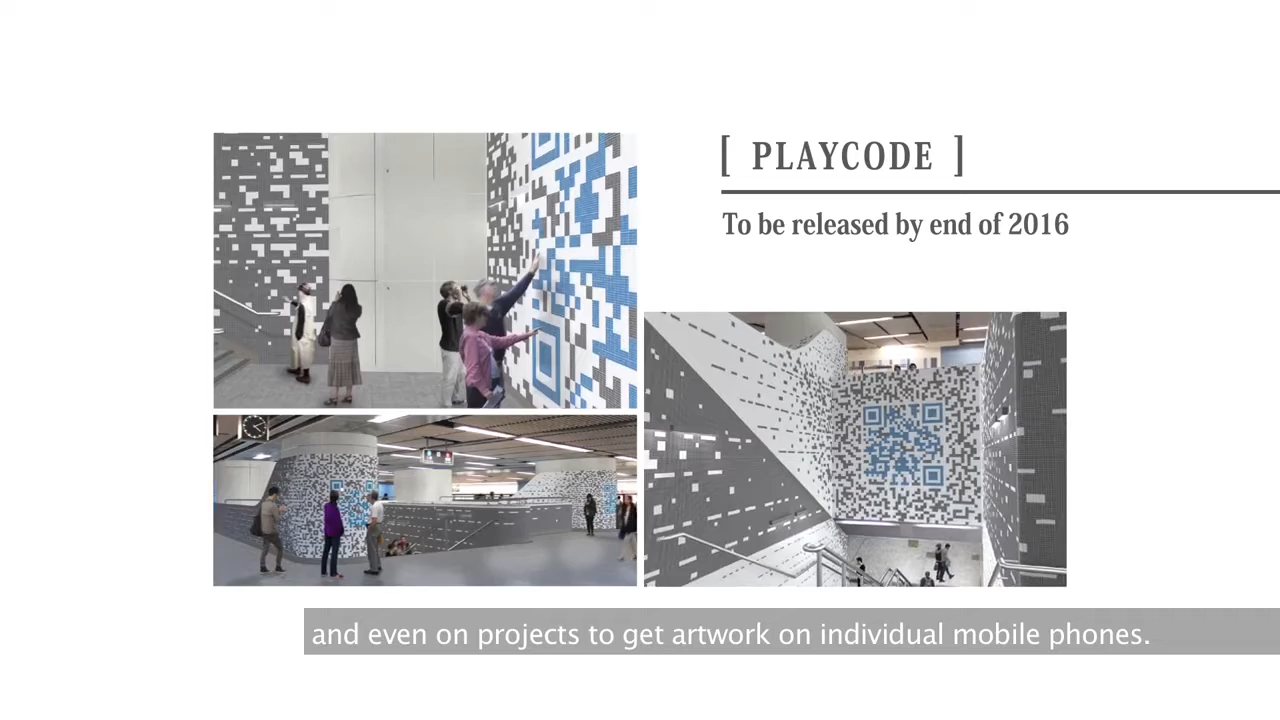 [ PLAYCODE ]
To be released by end of 2016
and even on projects to get artwork on individual mobile phones.